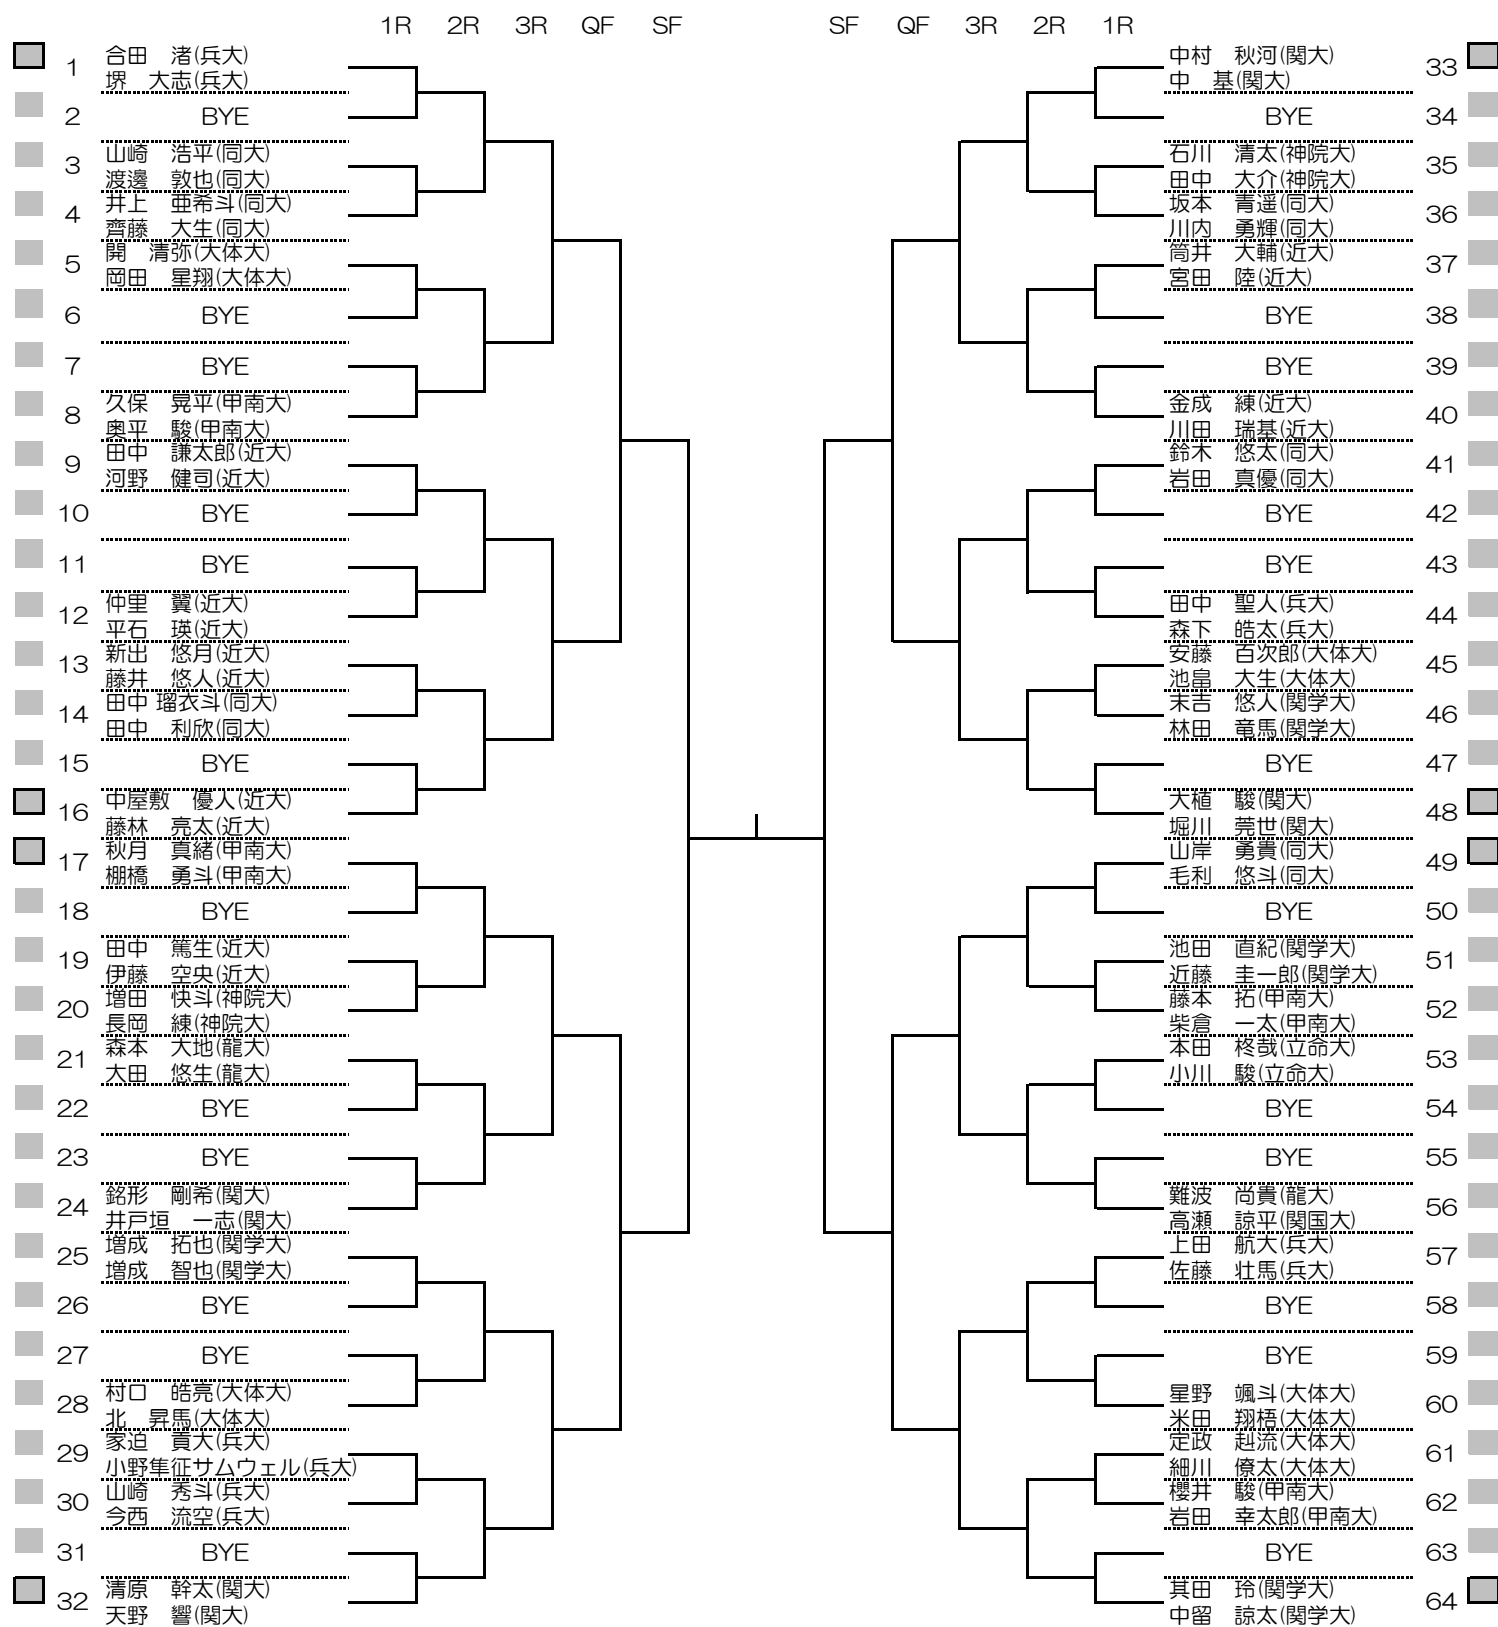 1R 2R 3R QF SF
1 合田 渚(兵大)
堺 大志(兵大)
2 BYE
3 山崎 浩平(同大)
渡邊 敦也(同大)
4 井上 亜希斗(同大)
齊藤 大生(同大)
5 開 清弥(大体大)
岡田 星翔(大体大)
6 BYE
7 BYE
8 久保 晃平(甲南大)
奥平 駿(甲南大)
9 田中 謙太郎(近大)
河野 健司(近大)
10 BYE
11 BYE
12 仲里 翼(近大)
平石 瑛(近大)
13 新出 悠月(近大)
藤井 悠人(近大)
14 田中 瑠衣斗(同大)
田中 利欣(同大)
15 BYE
16 中屋敷 優人(近大)
藤林 亮太(近大)
17 秋月 真緒(甲南大)
棚橋 勇斗(甲南大)
18 BYE
19 田中 篤生(近大)
伊藤 空央(近大)
20 増田 快斗(神院大)
長岡 練(神院大)
21 森本 大地(龍大)
大田 悠生(龍大)
22 BYE
23 BYE
24 銘形 剛希(関大)
井戸垣 一志(関大)
25 増成 拓也(関学大)
増成 智也(関学大)
26 BYE
27 BYE
28 村口 皓亮(大体大)
北 昇馬(大体大)
29 家迫 貢大(兵大)
小野隼征サムウェル(兵大)
30 山崎 秀斗(兵大)
今西 流空(兵大)
31 BYE
32 清原 幹太(関大)
天野 響(関大)
SF QF 3R 2R 1R
中村 秋河(関大) 33
中 基(関大)
BYE 34
石川 清太(神院大) 35
田中 大介(神院大)
坂本 青遥(同大) 36
川内 勇輝(同大)
筒井 大輔(近大) 37
宮田 陸(近大)
BYE 38
BYE 39
金成 練(近大) 40
川田 瑞基(近大)
鈴木 悠太(同大) 41
岩田 真優(同大)
BYE 42
BYE 43
田中 聖人(兵大) 44
森下 皓太(兵大)
安藤 百次郎(大体大) 45
池畠 大生(大体大)
末吉 悠人(関学大) 46
林田 竜馬(関学大)
BYE 47
大植 駿(関大) 48
堀川 莞世(関大)
山岸 勇貴(同大) 49
毛利 悠斗(同大)
BYE 50
池田 直紀(関学大) 51
近藤 圭一郎(関学大)
藤本 拓(甲南大) 52
柴倉 一太(甲南大)
本田 柊哉(立命大) 53
小川 駿(立命大)
BYE 54
BYE 55
難波 尚貴(龍大) 56
高瀬 諒平(関国大)
上田 航大(兵大) 57
佐藤 壮馬(兵大)
BYE 58
BYE 59
星野 颯斗(大体大) 60
米田 翔梧(大体大)
定政 赳流(大体大) 61
細川 僚太(大体大)
櫻井 駿(甲南大) 62
岩田 幸太郎(甲南大)
BYE 63
其田 玲(関学大) 64
中留 諒太(関学大)